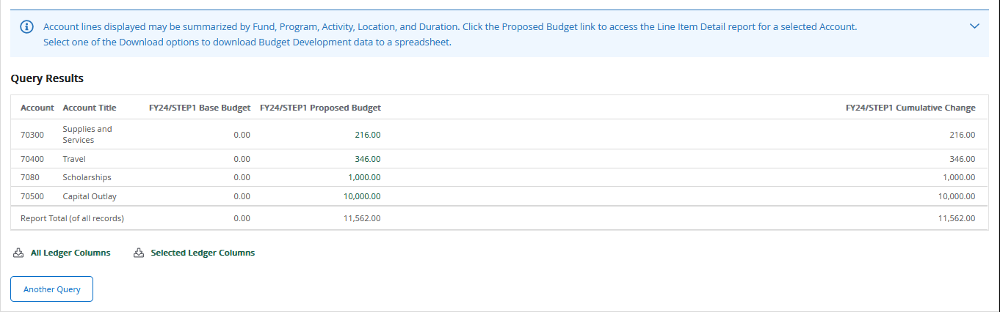 Account lines displayed may be summarized by Fund, Program, Activity, Location, and Duration. Click the Proposed Budget link to access the Line Item Detail report for a selected Account.
Select one of the Download options to download Budget Development data to a spreadsheet.
Query Results
Account Account Title FY24/STEP1 Base Budget FY24/STEP1 Proposed Budget FY24/STEP1 Cumulative Change
70300 Supplies and Services 0.00 216.00 216.00
70400 Travel 0.00 346.00 346.00
7080 Scholarships 0.00 1,000.00 1,000.00
70500 Capital Outlay 0.00 10,000.00 10,000.00
Report Total (of all records) 0.00 11,562.00 11,562.00
All Ledger Columns Selected Ledger Columns
Another Query